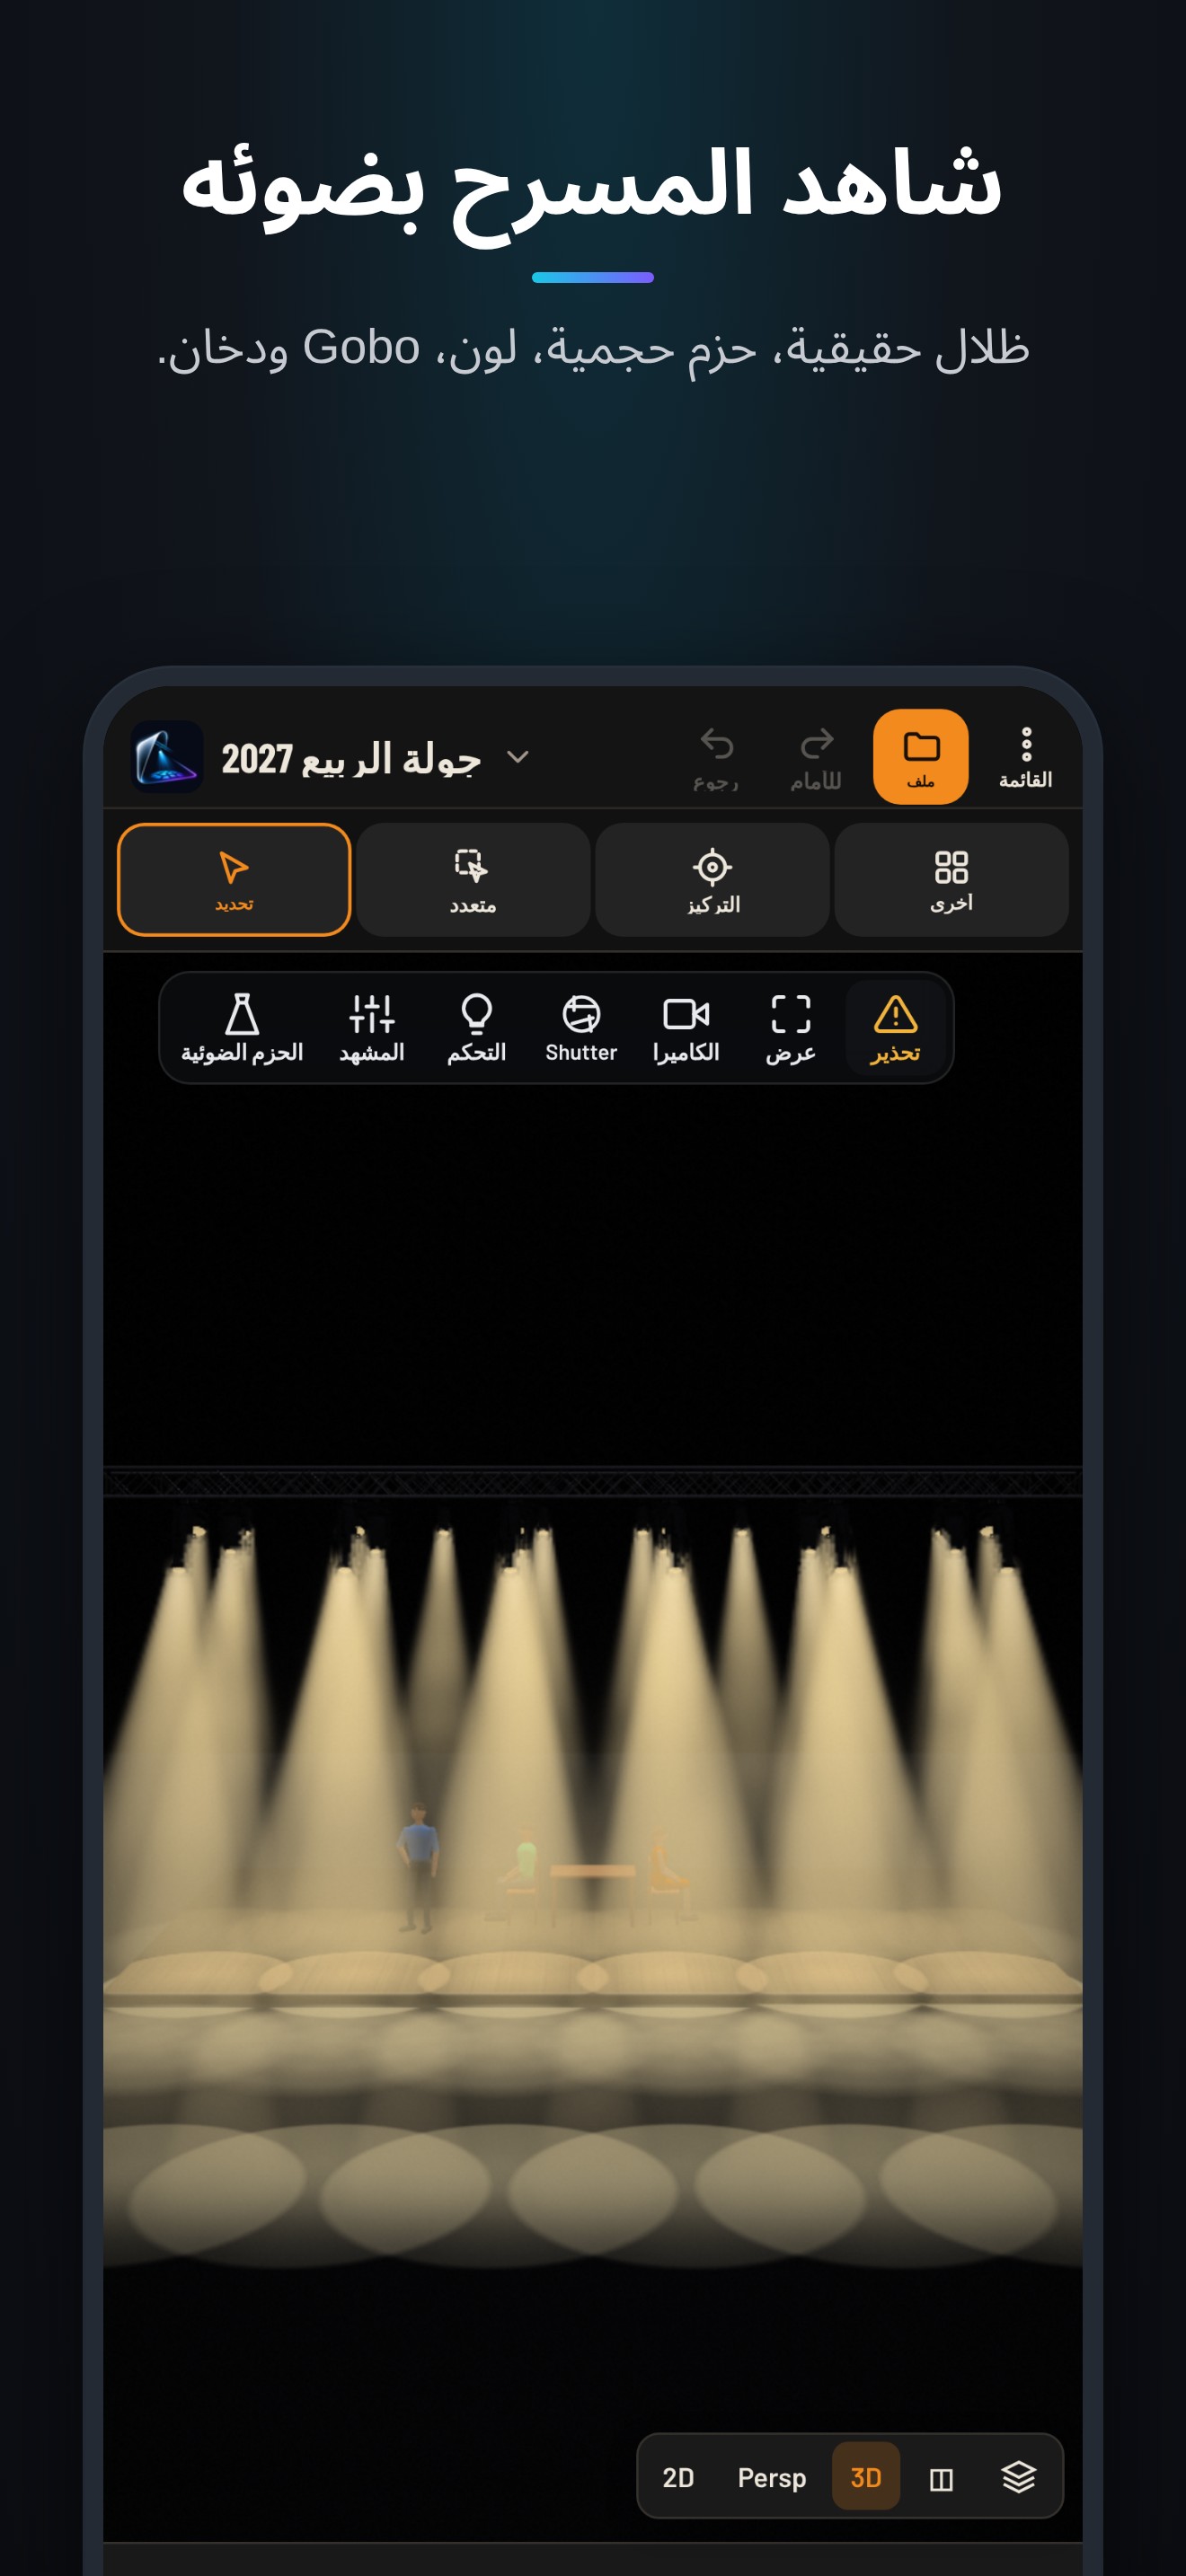 شاهد المسرح بضوئه
ظلال حقيقية، حزم حجمية، لون، Gobo ودخان.
جولة الربيع 2027
رجوع
للأمام
ملف
القائمة
تحديد
متعدد
التركيز
أخرى
الحزم الضوئية
المشهد
التحكم
Shutter
الكاميرا
عرض
تحذير
2D
Persp
3D